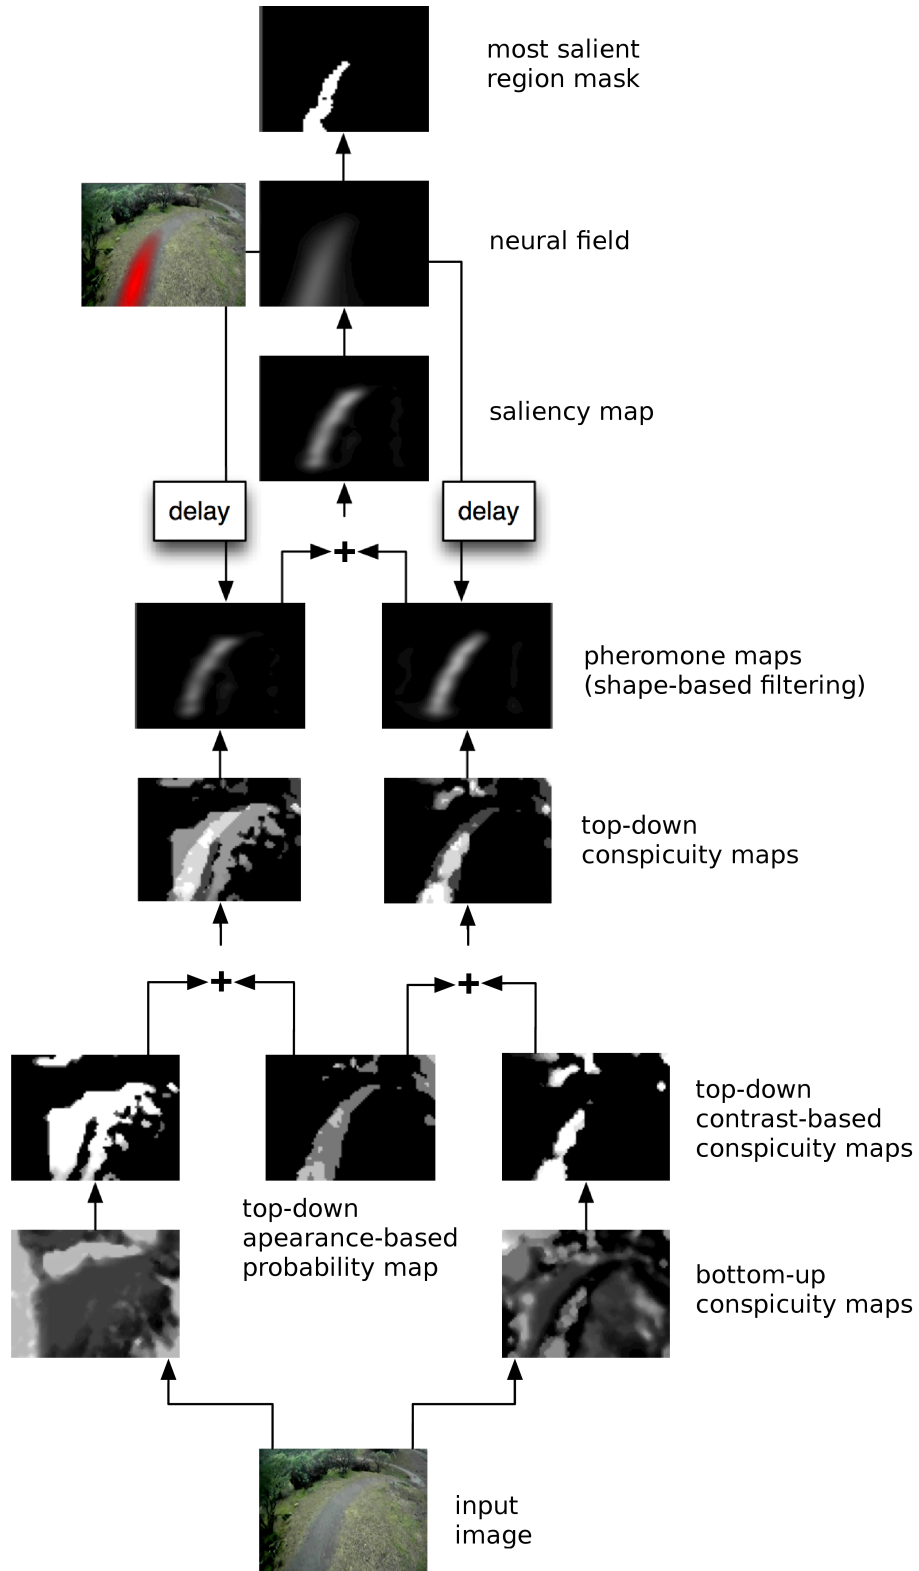 most salient
region mask
neural field
saliency map
delay
delay
+
pheromone maps
(shape-based filtering)
top-down
conspicuity maps
+
+
top-down
contrast-based
conspicuity maps
top-down
apearance-based
probability map
bottom-up
conspicuity maps
input
image